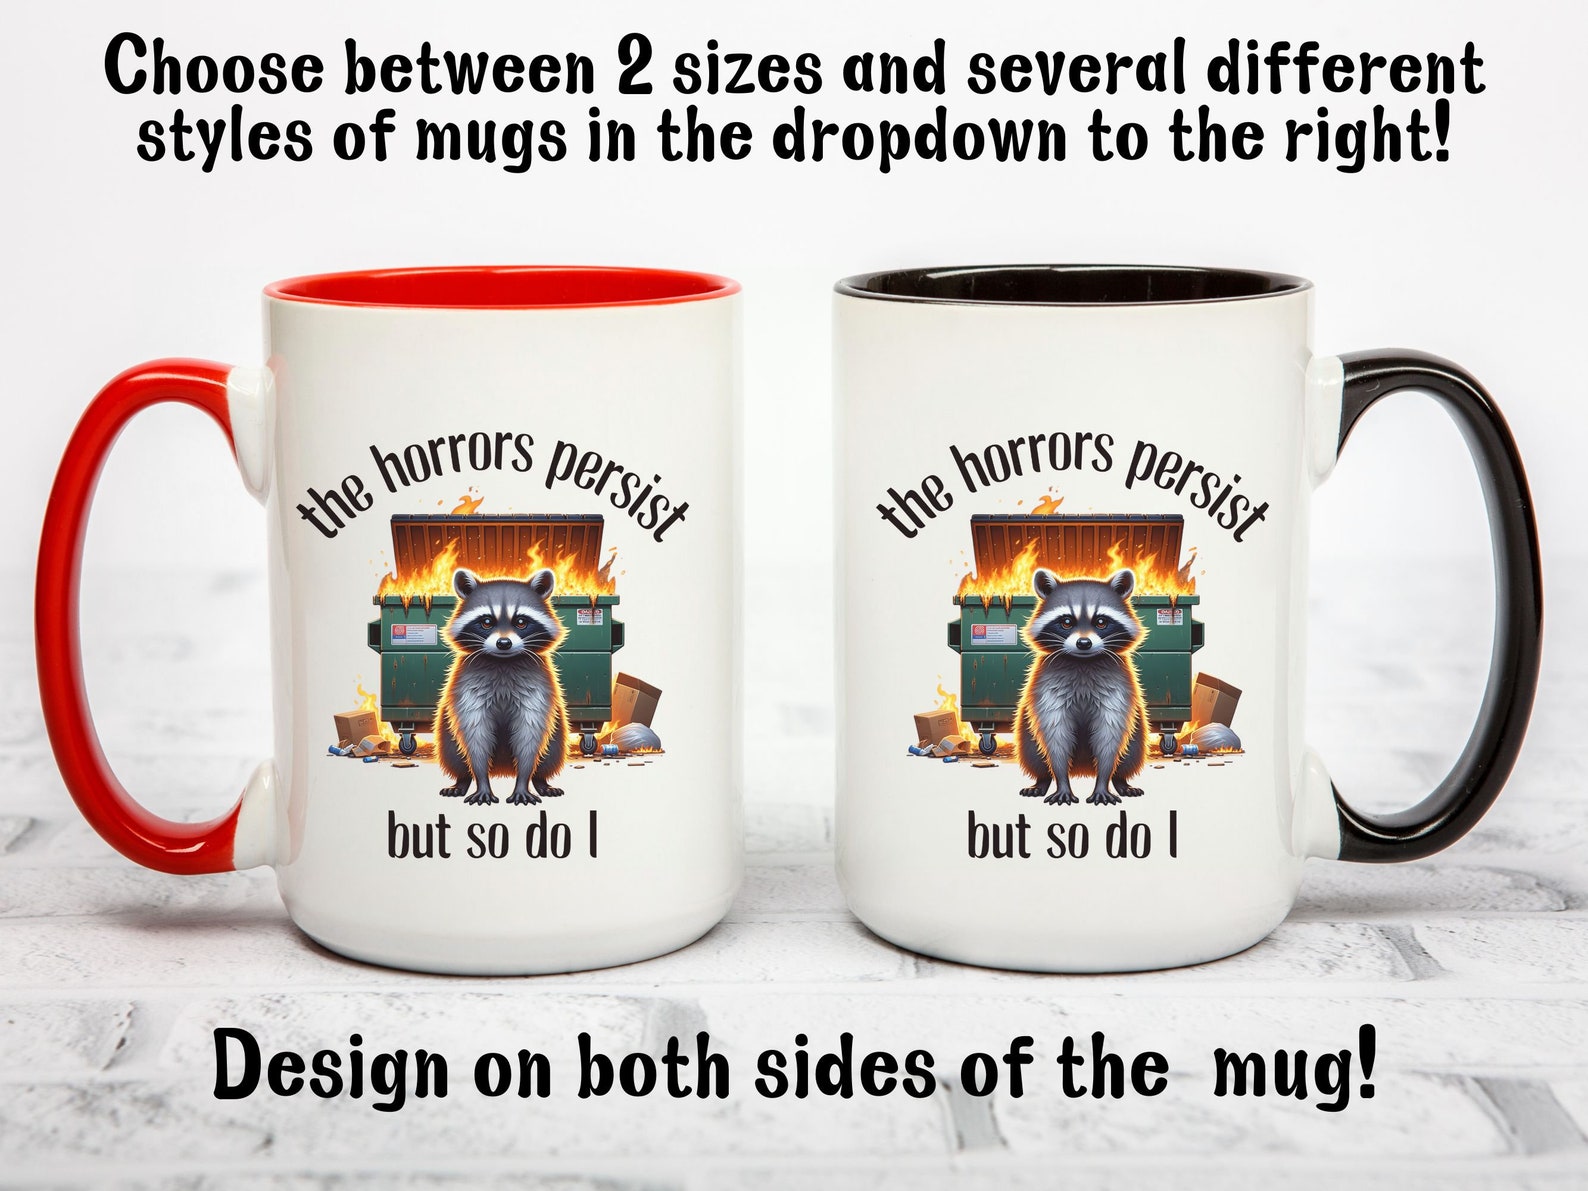 Choose between 2 sizes and several different
styles of mugs in the dropdown to the right!
the horrors persist
but so do I
the horrors persist
but so do I
Design on both sides of the mug!